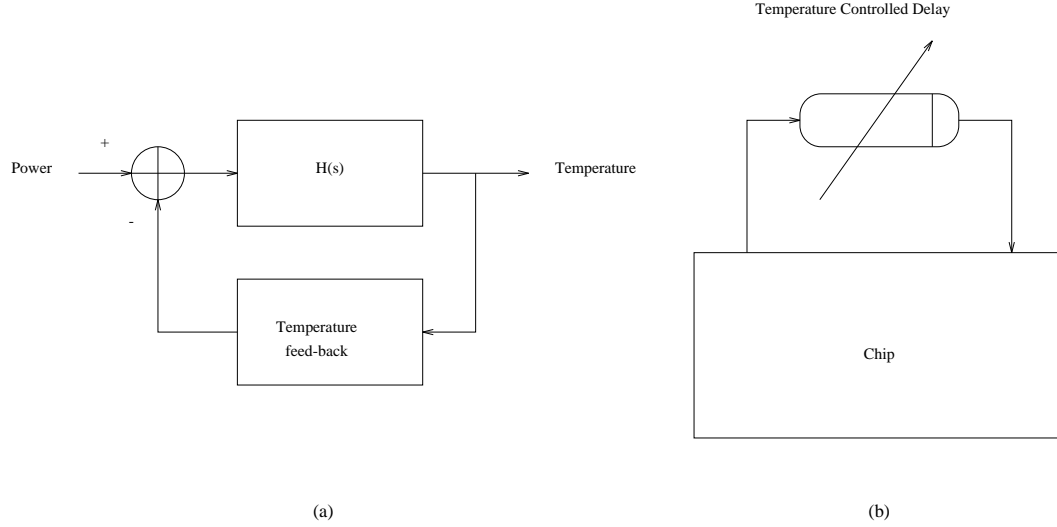 Temperature Controlled Delay
+
Power
H(s)
Temperature
-
Temperature
feed-back
Chip
(a)
(b)